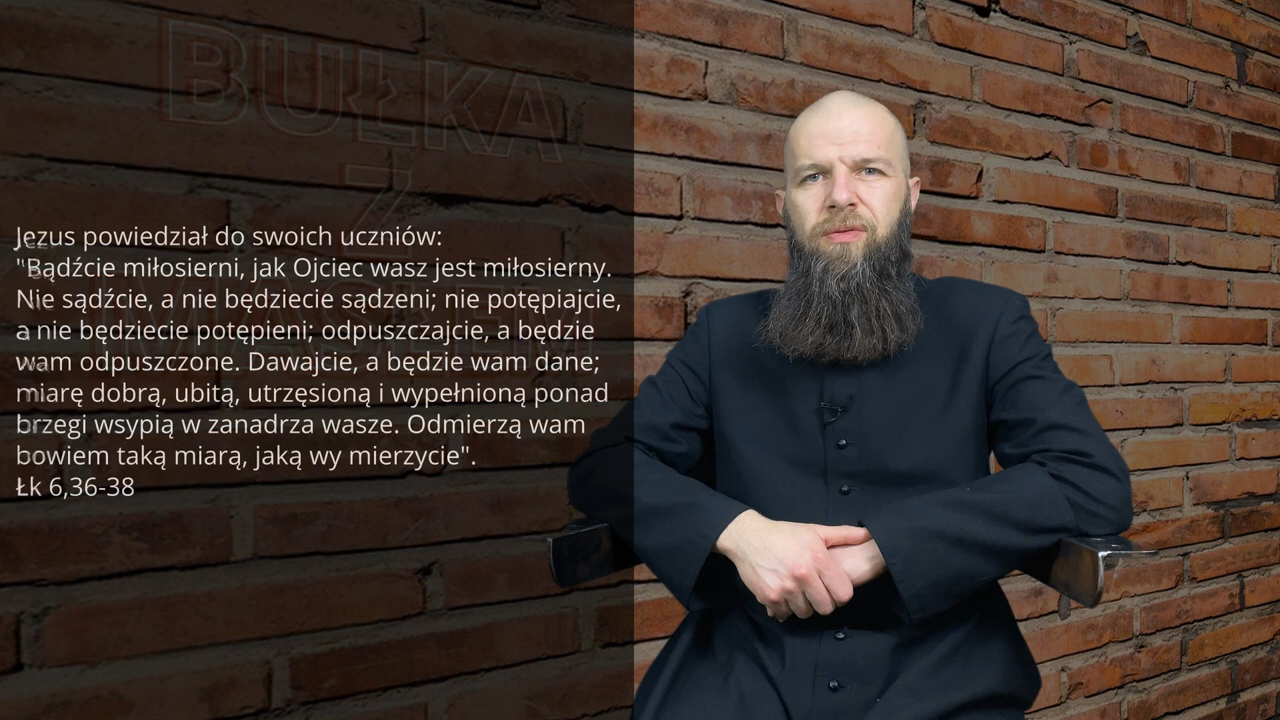 BUŁKA
Z
Jezus powiedział do swoich uczniów:
"Bądźcie miłosierni, jak Ojciec wasz jest miłosierny.
Nie sądźcie, a nie będziecie sądzeni; nie potępiajcie,
a nie będziecie potępieni; odpuszczajcie, a będzie
wam odpuszczone. Dawajcie, a będzie wam dane;
miarę dobrą, ubitą, utrzęsioną i wypełnioną ponad
brzegi wsypią w zanadrza wasze. Odmierzą wam
bowiem taką miarą, jaką wy mierzycie".
Łk 6,36-38